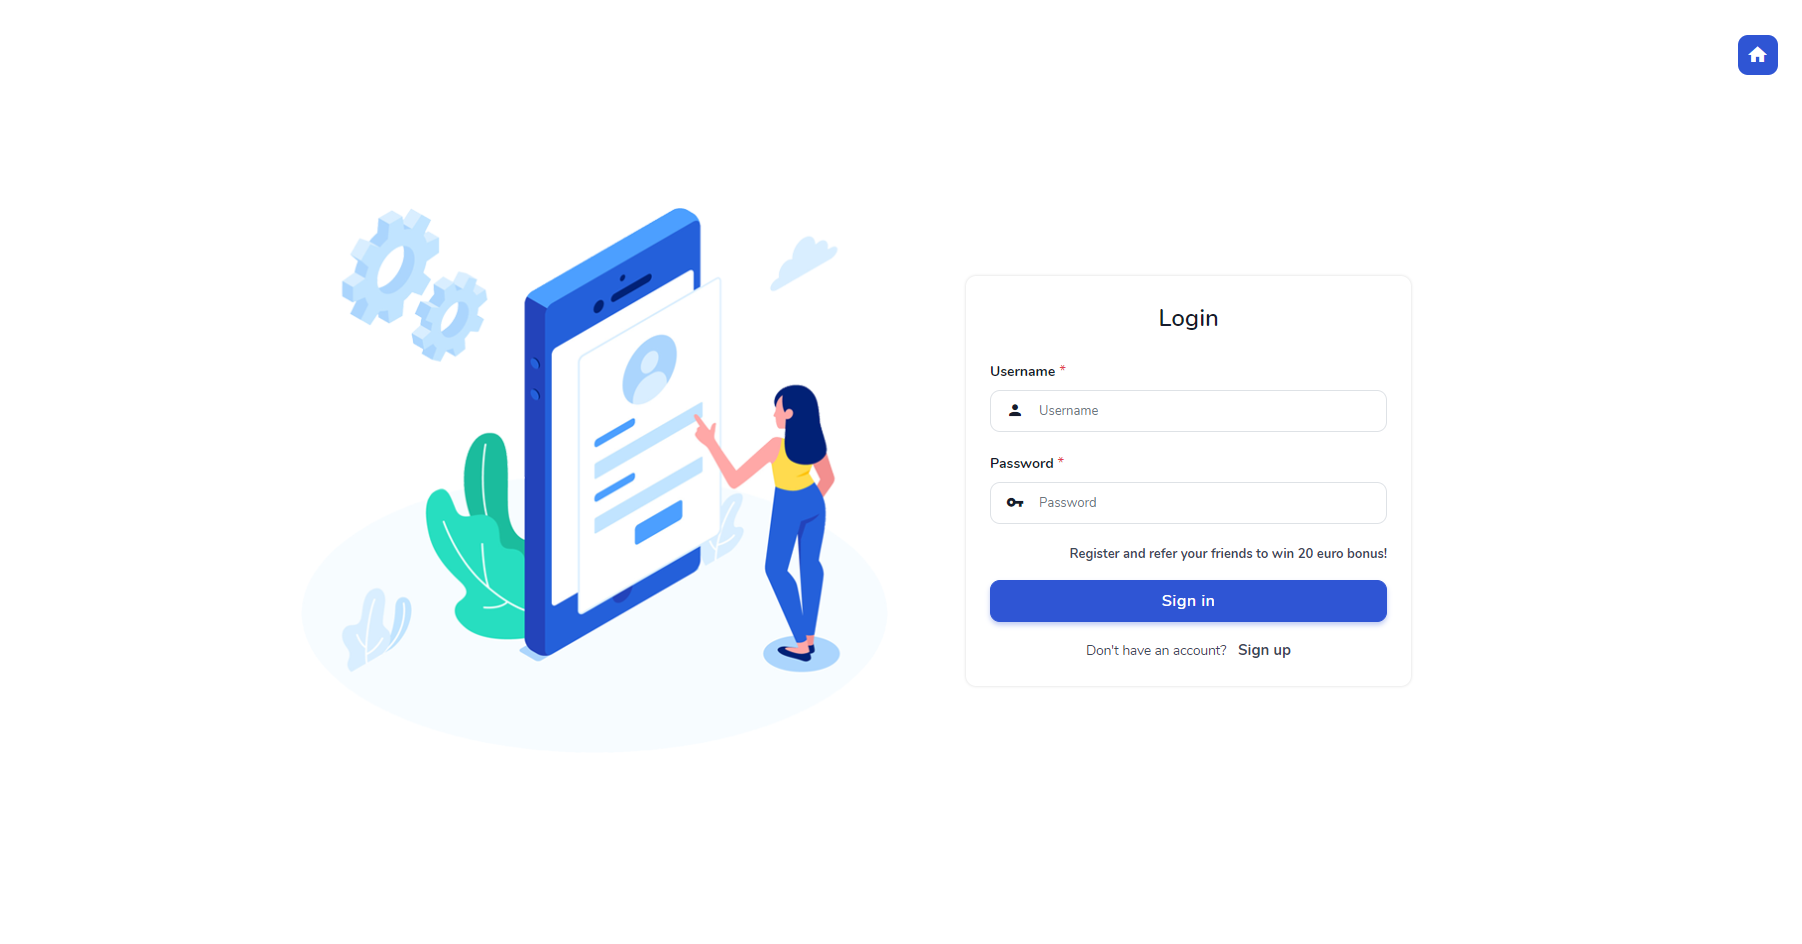 Login
Username *
Username
Password *
Password
Register and refer your friends to win 20 euro bonus!
Sign in
Don't have an account? Sign up